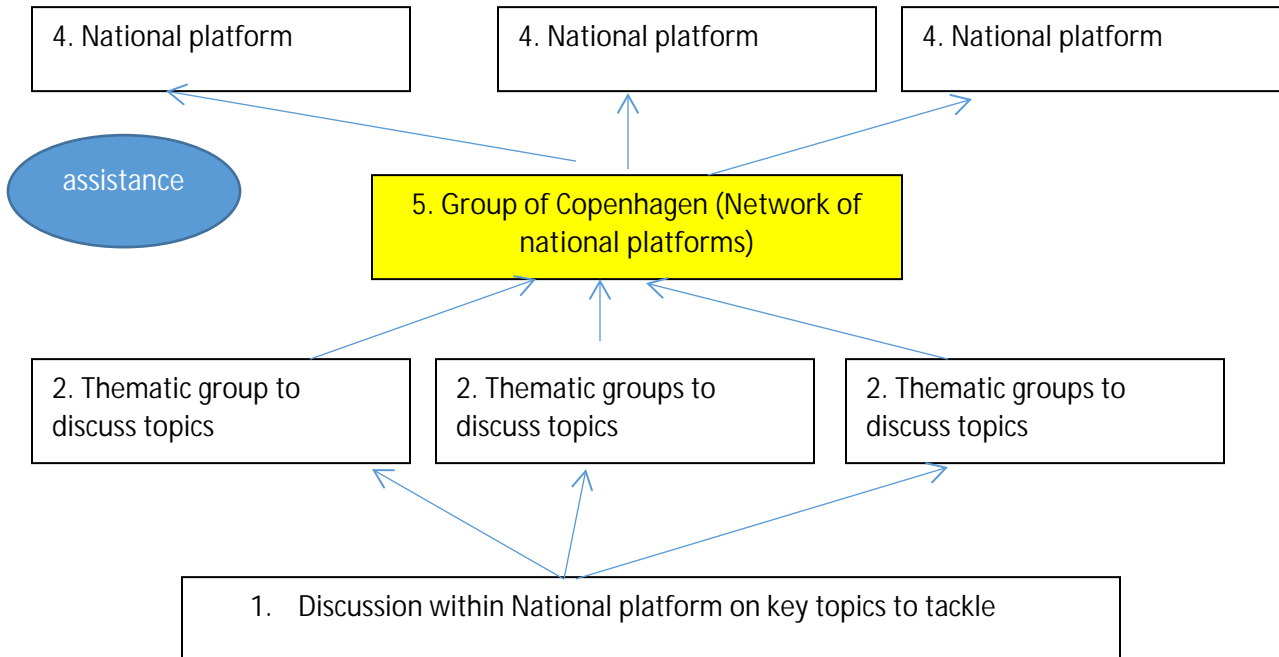 4. National platform
4. National platform
4. National platform
assistance
5. Group of Copenhagen (Network of
national platforms)
2. Thematic group to
discuss topics
2. Thematic groups to
discuss topics
2. Thematic groups to
discuss topics
1. Discussion within National platform on key topics to tackle